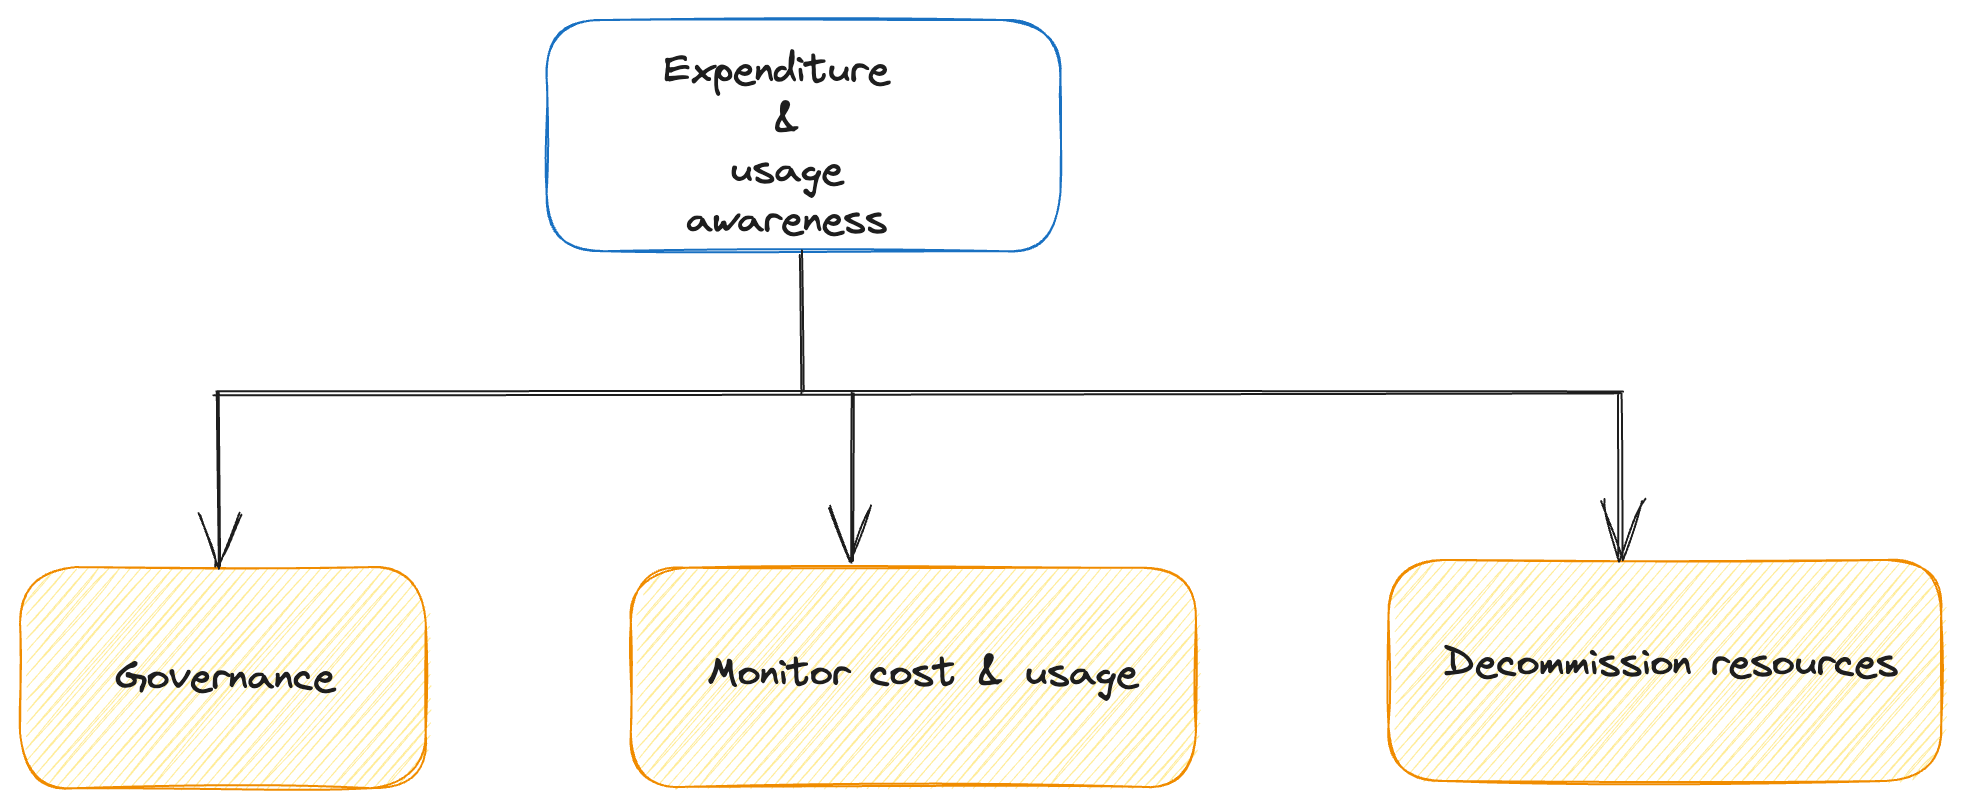 Expenditure
&
usage
awareness
Governance
Monitor cost & usage
Decommission resources